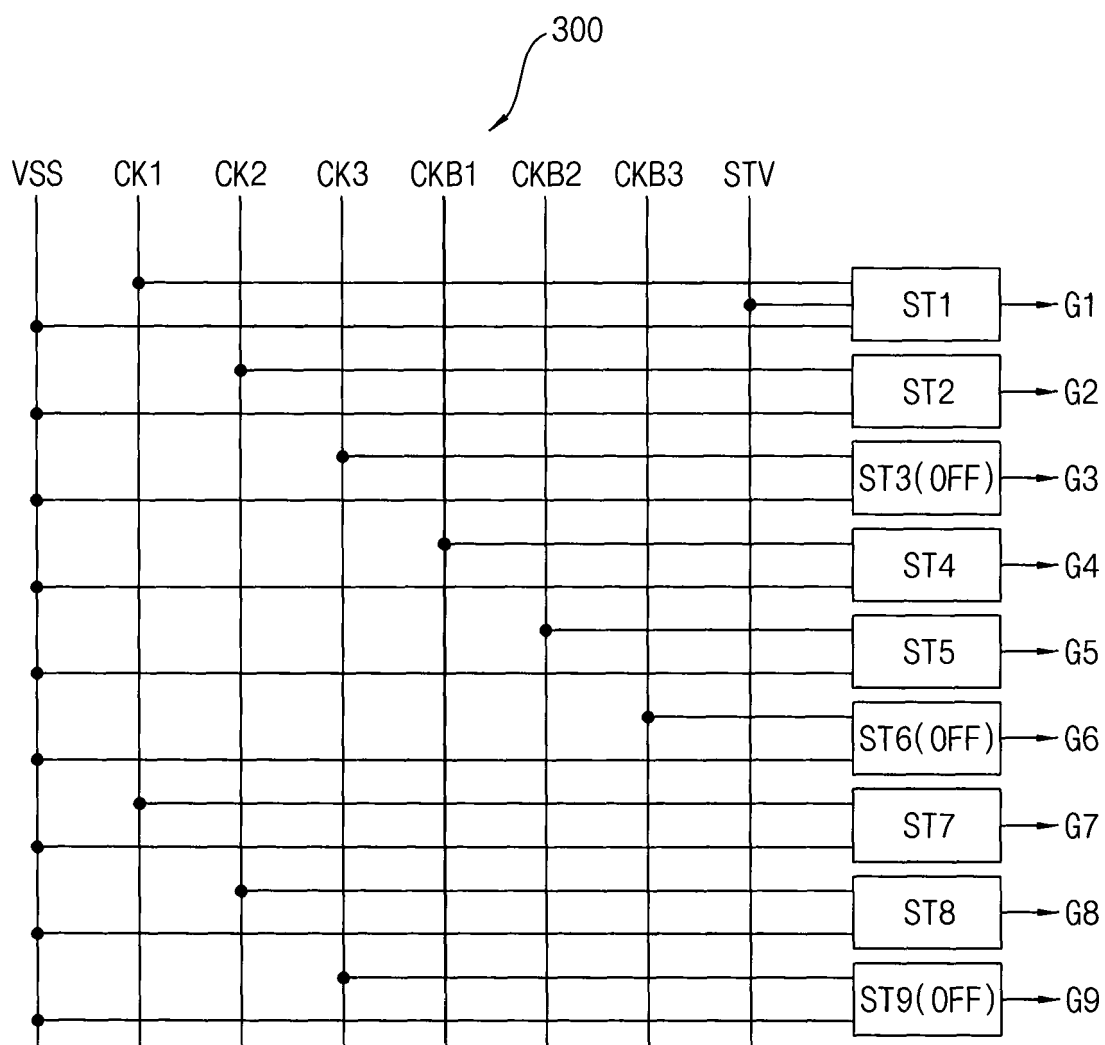 300
VSS CK1 CK2 CK3 CKB1 CKB2 CKB3 STV
ST1 G1
ST2 G2
ST3(OFF) G3
ST4 G4
ST5 G5
ST6(OFF) G6
ST7 G7
ST8 G8
ST9(OFF) G9